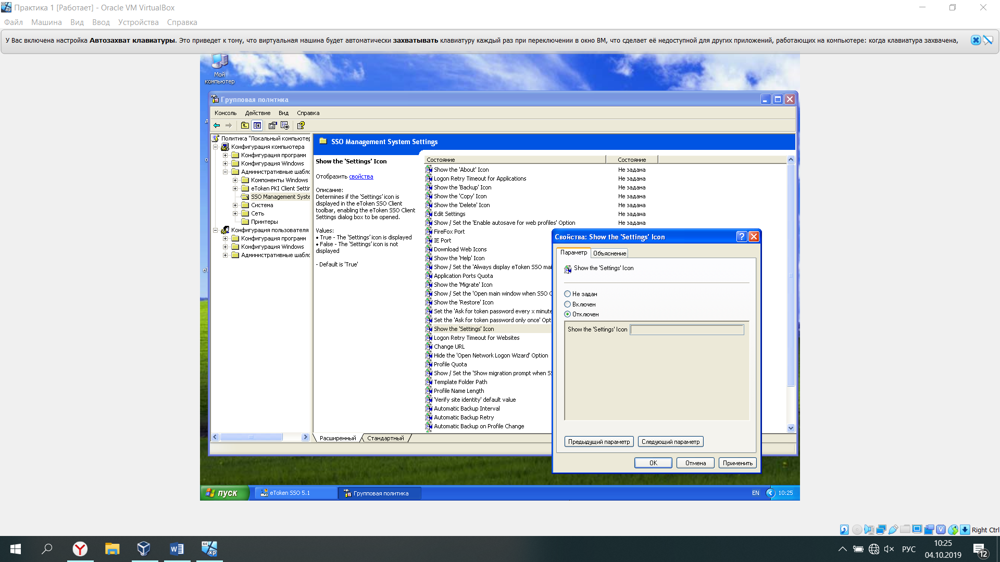 Практика 1 [Работает] - Oracle VM VirtualBox
Файл Машина Вид Ввод Устройства Справка
У Вас включена настройка Автозахват клавиатуры. Это приведет к тому, что виртуальная машина будет автоматически захватывать клавиатуру каждый раз при переключении в окно ВМ, что сделает её недоступной для других приложений, работающих на компьютере: когда клавиатура захвачена,
Мой
компьютер
Групповая политика
Консоль Действие Вид Справка
Политика "Локальный компьютер
Конфигурация компьютера
Конфигурация программ
Конфигурация Windows
Административные шабло
Компоненты Windows
eToken PKI Client Settin
SSO Management Syste
Система
Сеть
Принтеры
Конфигурация пользователя
Конфигурация программ
Конфигурация Windows
Административные шабло
SSO Management System Settings
Show the 'Settings' Icon
Отобразить свойства
Описание:
Determines if the 'Settings' icon is
displayed in the eToken SSO Client
toolbar, enabling the eToken SSO Client
Settings dialog box to be opened.
Values:
• True - The 'Settings' icon is displayed
• False - The 'Settings' icon is not
displayed
- Default is 'True'
Состояние Состояние
Show the 'About' Icon Не задана
Logon Retry Timeout for Applications Не задана
Show the 'Backup' Icon Не задана
Show the 'Copy' Icon Не задана
Show the 'Delete' Icon Не задана
Edit Settings Не задана
Show / Set the 'Enable autosave for web profiles' Option Не задана
FireFox Port
IE Port
Download Web Icons
Show the 'Help' Icon
Show / Set the 'Always display eToken SSO mai
Application Ports Quota
Show the 'Migrate' Icon
Show / Set the 'Open main window when SSO C
Show the 'Restore' Icon
Set the 'Ask for token password every x minute
Set the 'Ask for token password only once' Opt
Show the 'Settings' Icon
Logon Retry Timeout for Websites
Change URL
Hide the 'Open Network Logon Wizard' Option
Profile Quota
Show / Set the 'Show migration prompt when SS
Template Folder Path
Profile Name Length
'Verify site identity' default value
Automatic Backup Interval
Automatic Backup Retry
Automatic Backup on Profile Change
Расширенный Стандартный
Свойства: Show the 'Settings' Icon
Параметр Объяснение
Show the 'Settings' Icon
Не задан
Включен
Отключен
Show the 'Settings' Icon
Предыдущий параметр Следующий параметр
ОК Отмена Применить
пуск eToken SSO 5.1 Групповая политика EN 10:25
Right Ctrl
РУС 10:25
04.10.2019
12